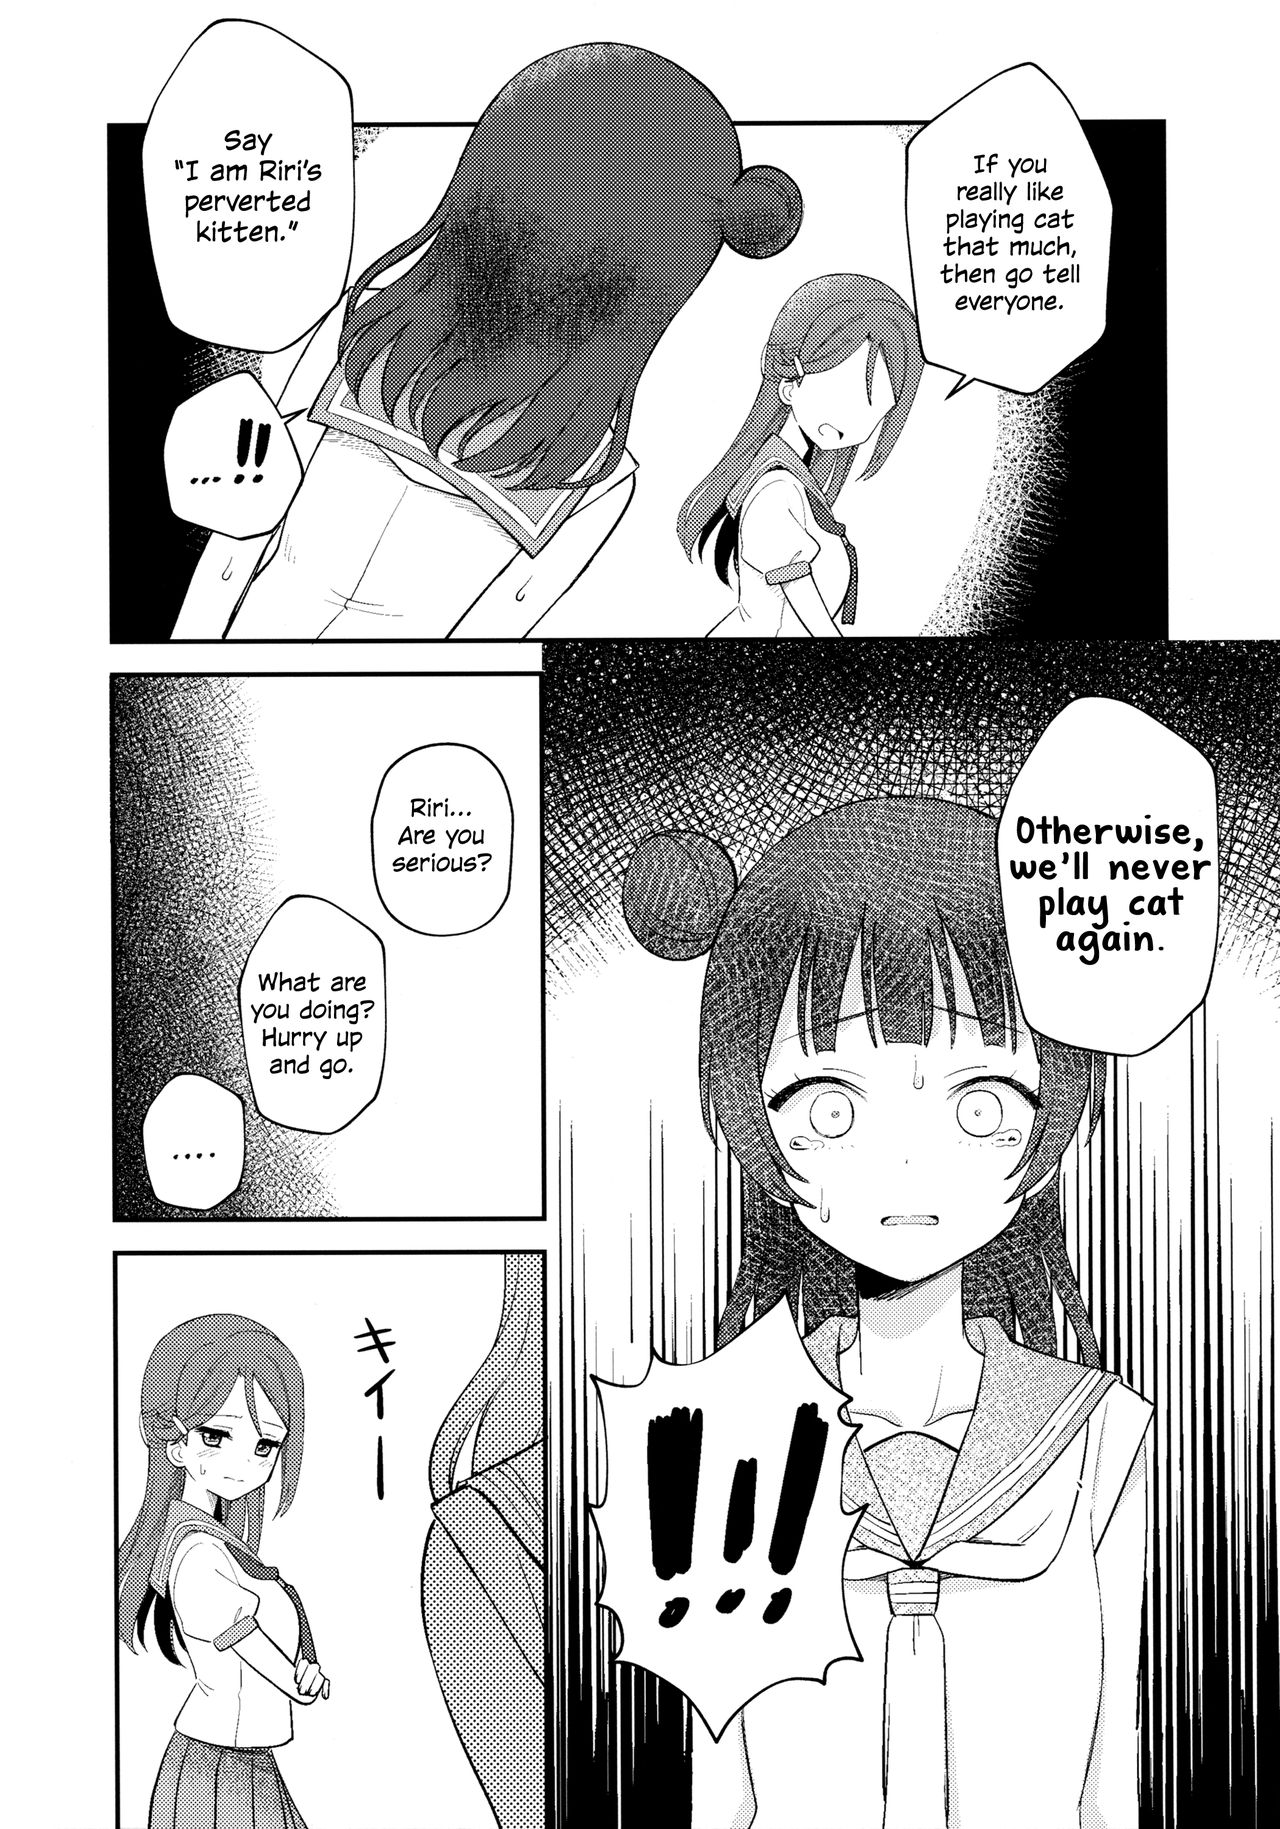 If you
really like
playing cat
that much,
then go tell
everyone.
Say
"I am Riri's
perverted
kitten."
...!!
Otherwise,
we'll never
play cat
again.
!!!
Riri...
Are you
serious?
What are
you doing?
Hurry up
and go.
....
キィーー